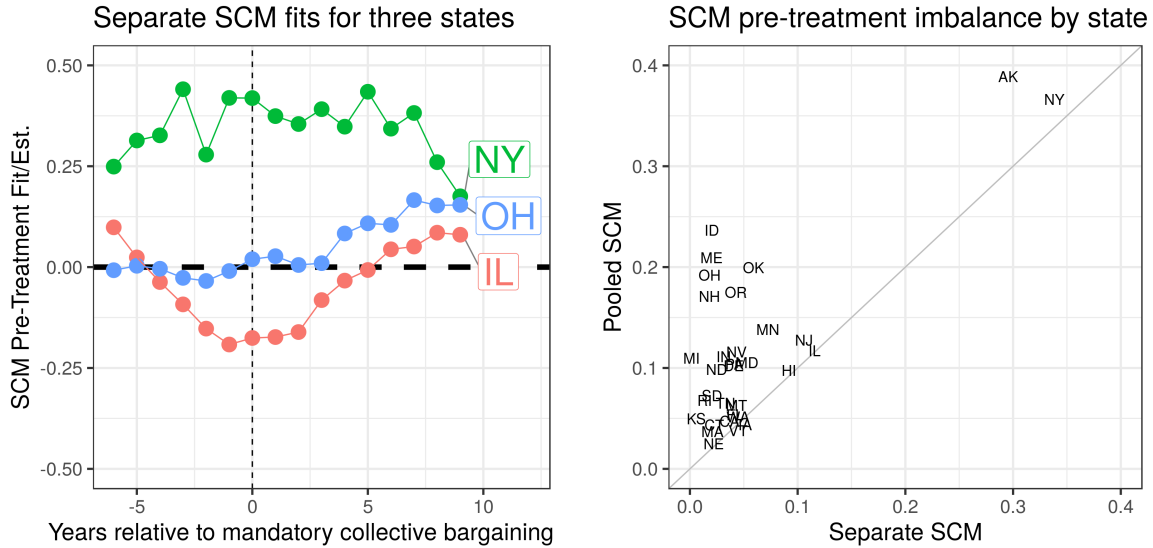 Separate SCM fits for three states
SCM Pre-Treatment Fit/Est.
0.50
0.25
0.00
-0.25
-0.50
NY
OH
IL
-5
0
5
10
Years relative to mandatory collective bargaining
SCM pre-treatment imbalance by state
Pooled SCM
0.4
0.3
0.2
0.1
0.0
AK
NY
ID
ME
OK
OH
NH
OR
MN
NJ
IL
MI
IN
NV
MD
ND
HI
SD
RI
TN
MT
KS
MA
VT
NE
0.0
0.1
0.2
0.3
0.4
Separate SCM